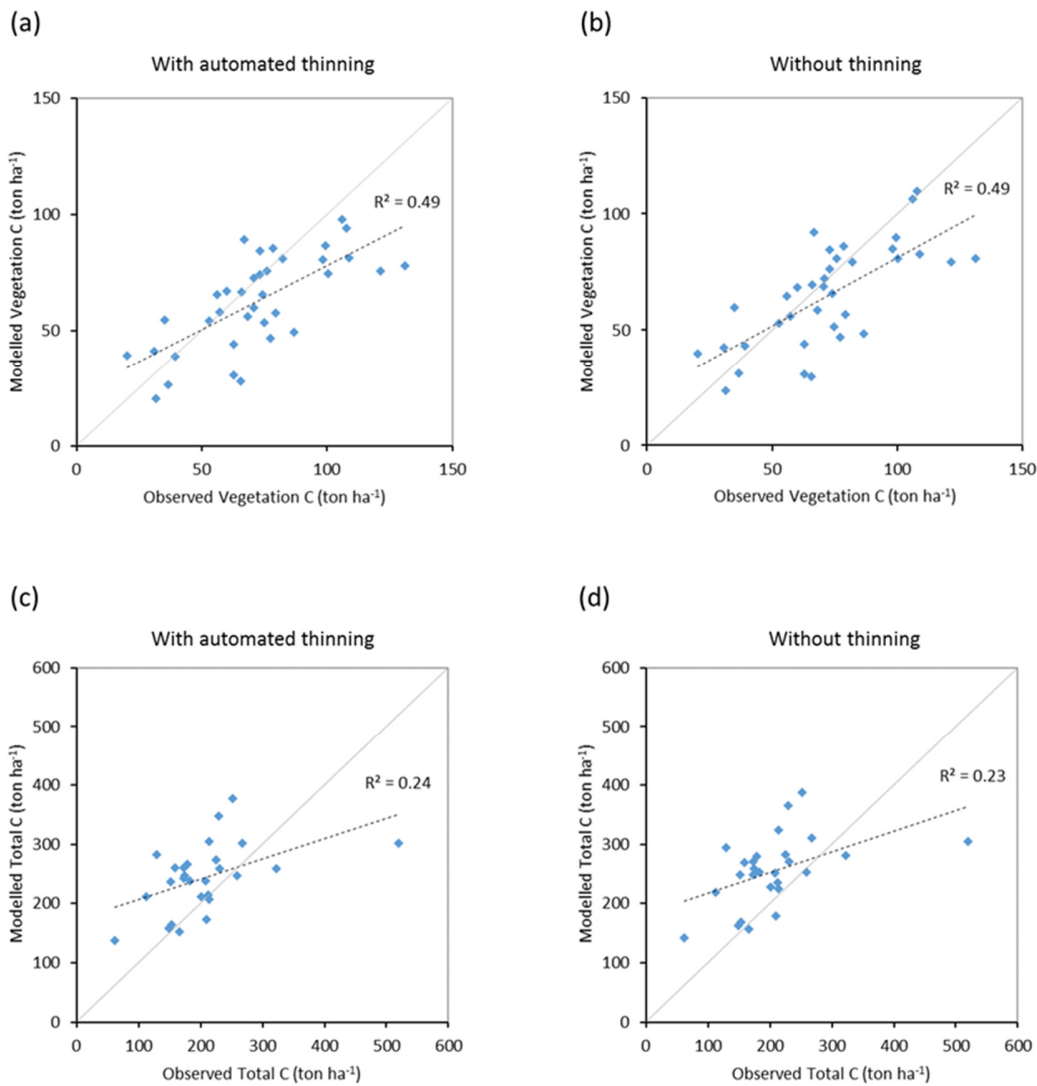 (a)
With automated thinning
150
100
50
0
0 50 100 150
Modelled Vegetation C (ton ha⁻¹)
R² = 0.49
Observed Vegetation C (ton ha⁻¹)
(b)
Without thinning
150
100
50
0
0 50 100 150
Modelled Vegetation C (ton ha⁻¹)
R² = 0.49
Observed Vegetation C (ton ha⁻¹)
(c)
With automated thinning
600
500
400
300
200
100
0
0 100 200 300 400 500 600
Modelled Total C (ton ha⁻¹)
R² = 0.24
Observed Total C (ton ha⁻¹)
(d)
Without thinning
600
500
400
300
200
100
0
0 100 200 300 400 500 600
Modelled Total C (ton ha⁻¹)
R² = 0.23
Observed Total C (ton ha⁻¹)